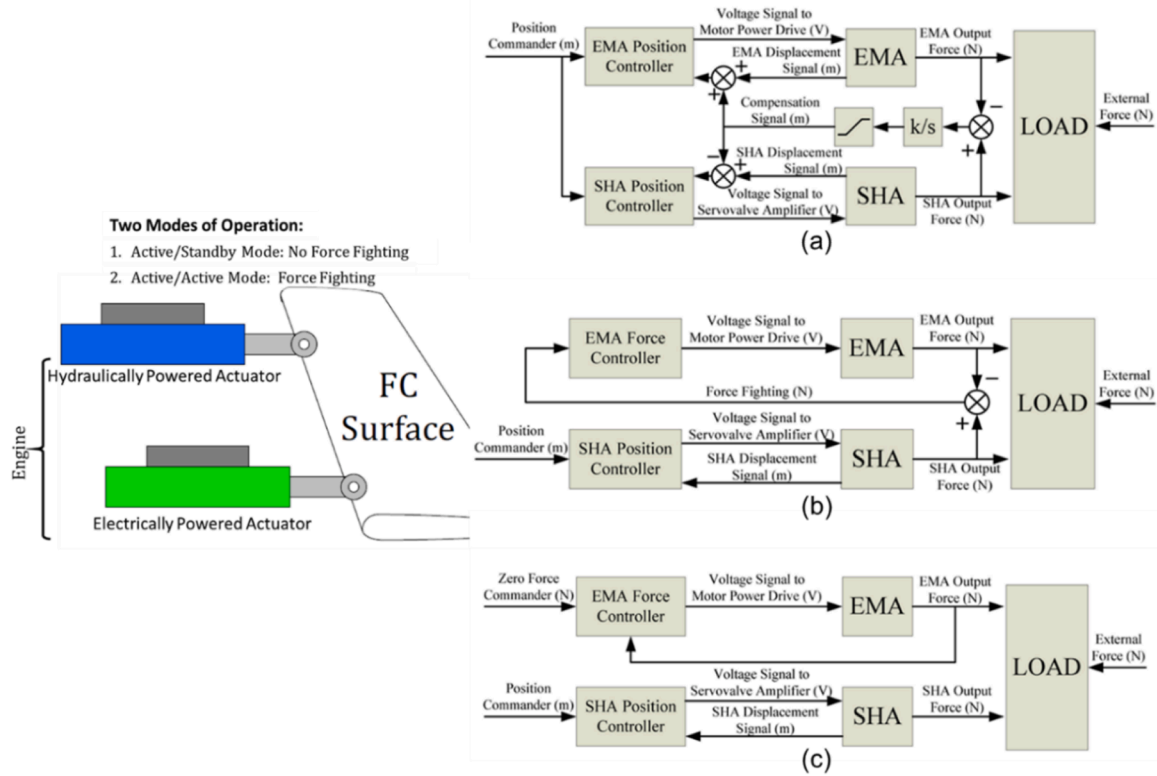 Two Modes of Operation:
1. Active/Standby Mode: No Force Fighting
2. Active/Active Mode: Force Fighting
Hydraulically Powered Actuator
FC
Surface
Engine
Electrically Powered Actuator
Position
Commander (m)
EMA Position
Controller
Voltage Signal to
Motor Power Drive (V)
EMA Displacement
Signal (m)
EMA
EMA Output
Force (N)
+
+
Compensation
Signal (m)
k/s
−
+
LOAD
External
Force (N)
−
+
SHA Displacement
Signal (m)
SHA Position
Controller
Voltage Signal to
Servovalve Amplifier (V)
SHA
SHA Output
Force (N)
(a)
EMA Force
Controller
Voltage Signal to
Motor Power Drive (V)
EMA
EMA Output
Force (N)
−
Force Fighting (N)
+
LOAD
External
Force (N)
Position
Commander (m)
SHA Position
Controller
Voltage Signal to
Servovalve Amplifier (V)
SHA Displacement
Signal (m)
SHA
SHA Output
Force (N)
(b)
Zero Force
Commander (N)
EMA Force
Controller
Voltage Signal to
Motor Power Drive (V)
EMA
EMA Output
Force (N)
LOAD
External
Force (N)
Position
Commander (m)
SHA Position
Controller
Voltage Signal to
Servovalve Amplifier (V)
SHA Displacement
Signal (m)
SHA
SHA Output
Force (N)
(c)